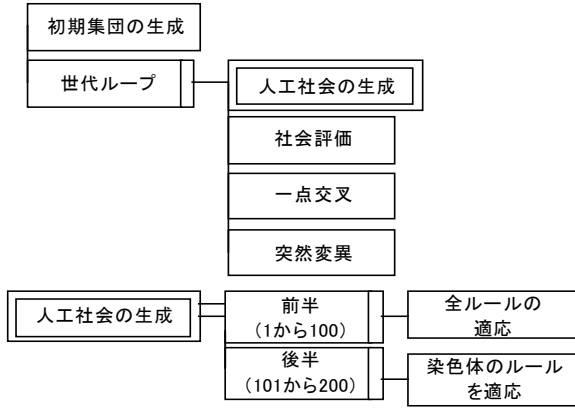 初期集団の生成
世代ループ
人工社会の生成
社会評価
一点交叉
突然変異
人工社会の生成
前半
(1から100)
全ルールの
適応
後半
(101から200)
染色体のルール
を適応